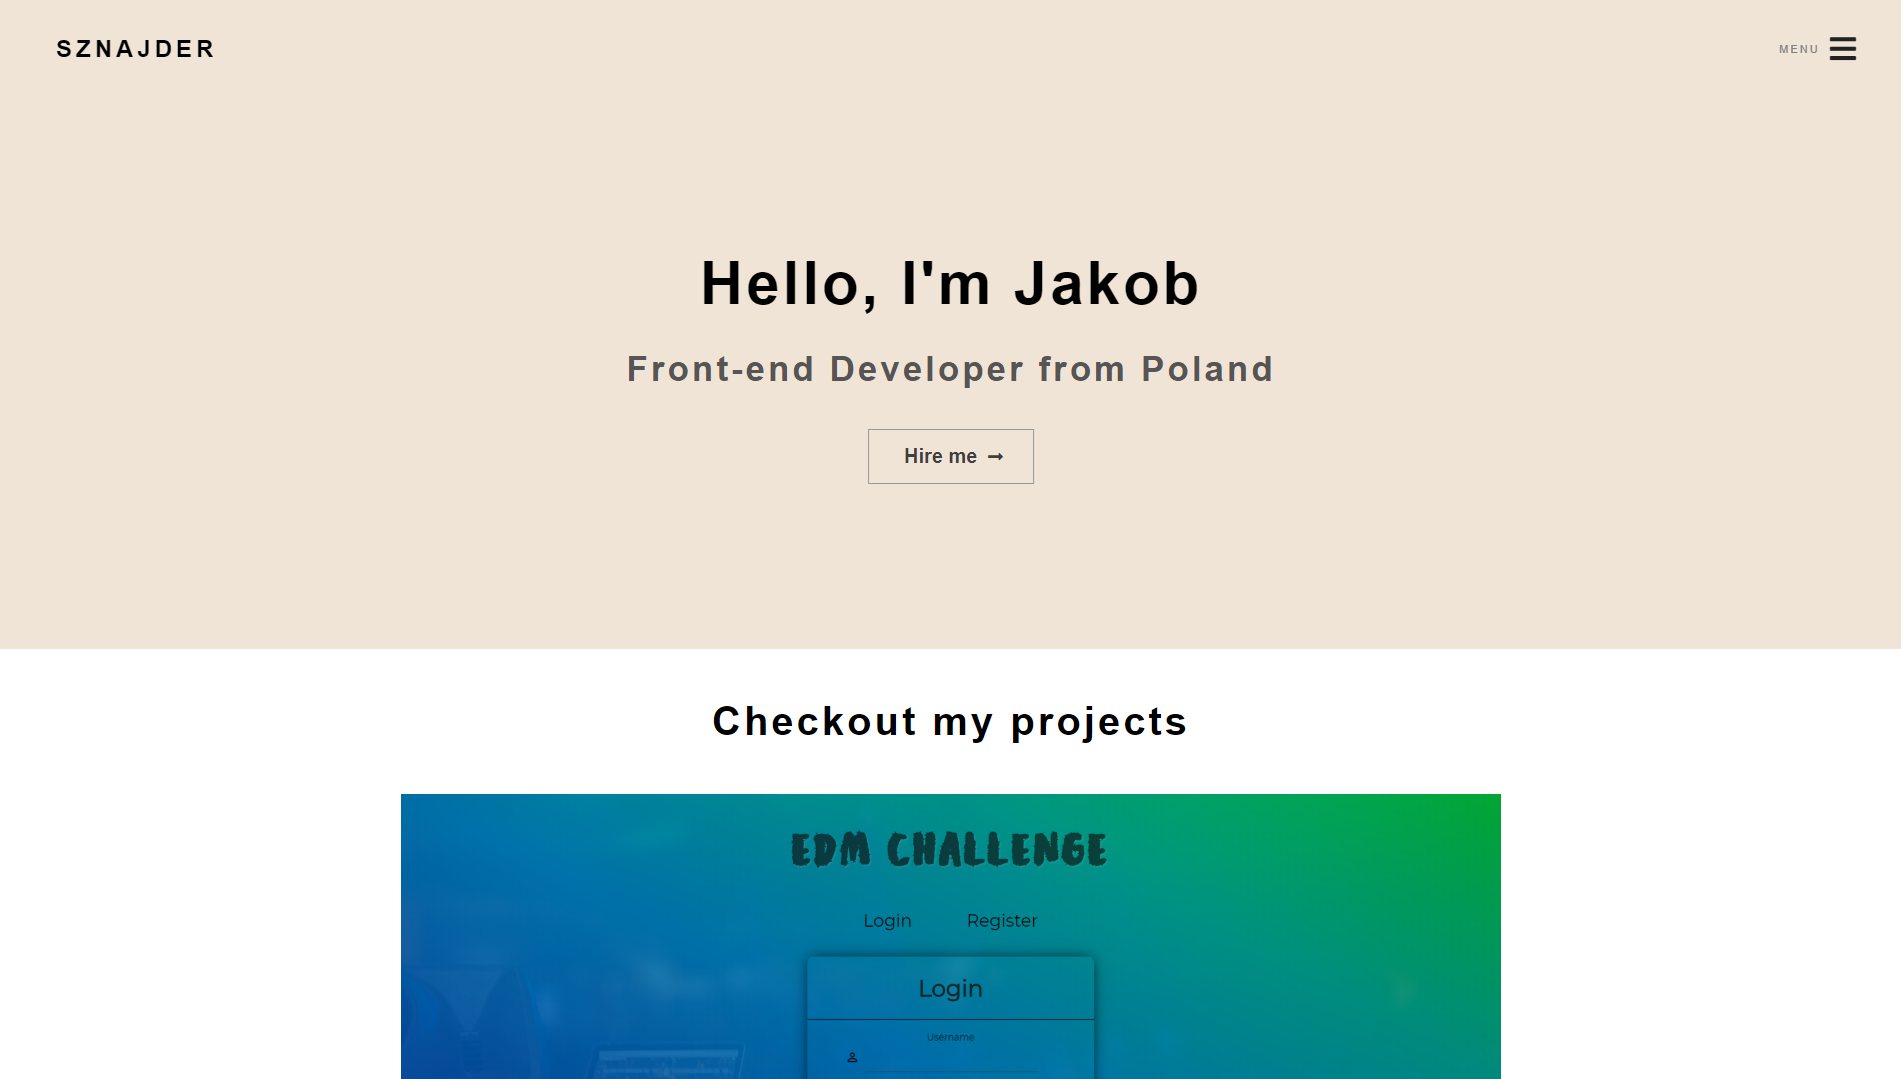 SZNAJDER
MENU
Hello, I'm Jakob
Front-end Developer from Poland
Hire me
Checkout my projects
EDM CHALLENGE
Login Register
Login
Username